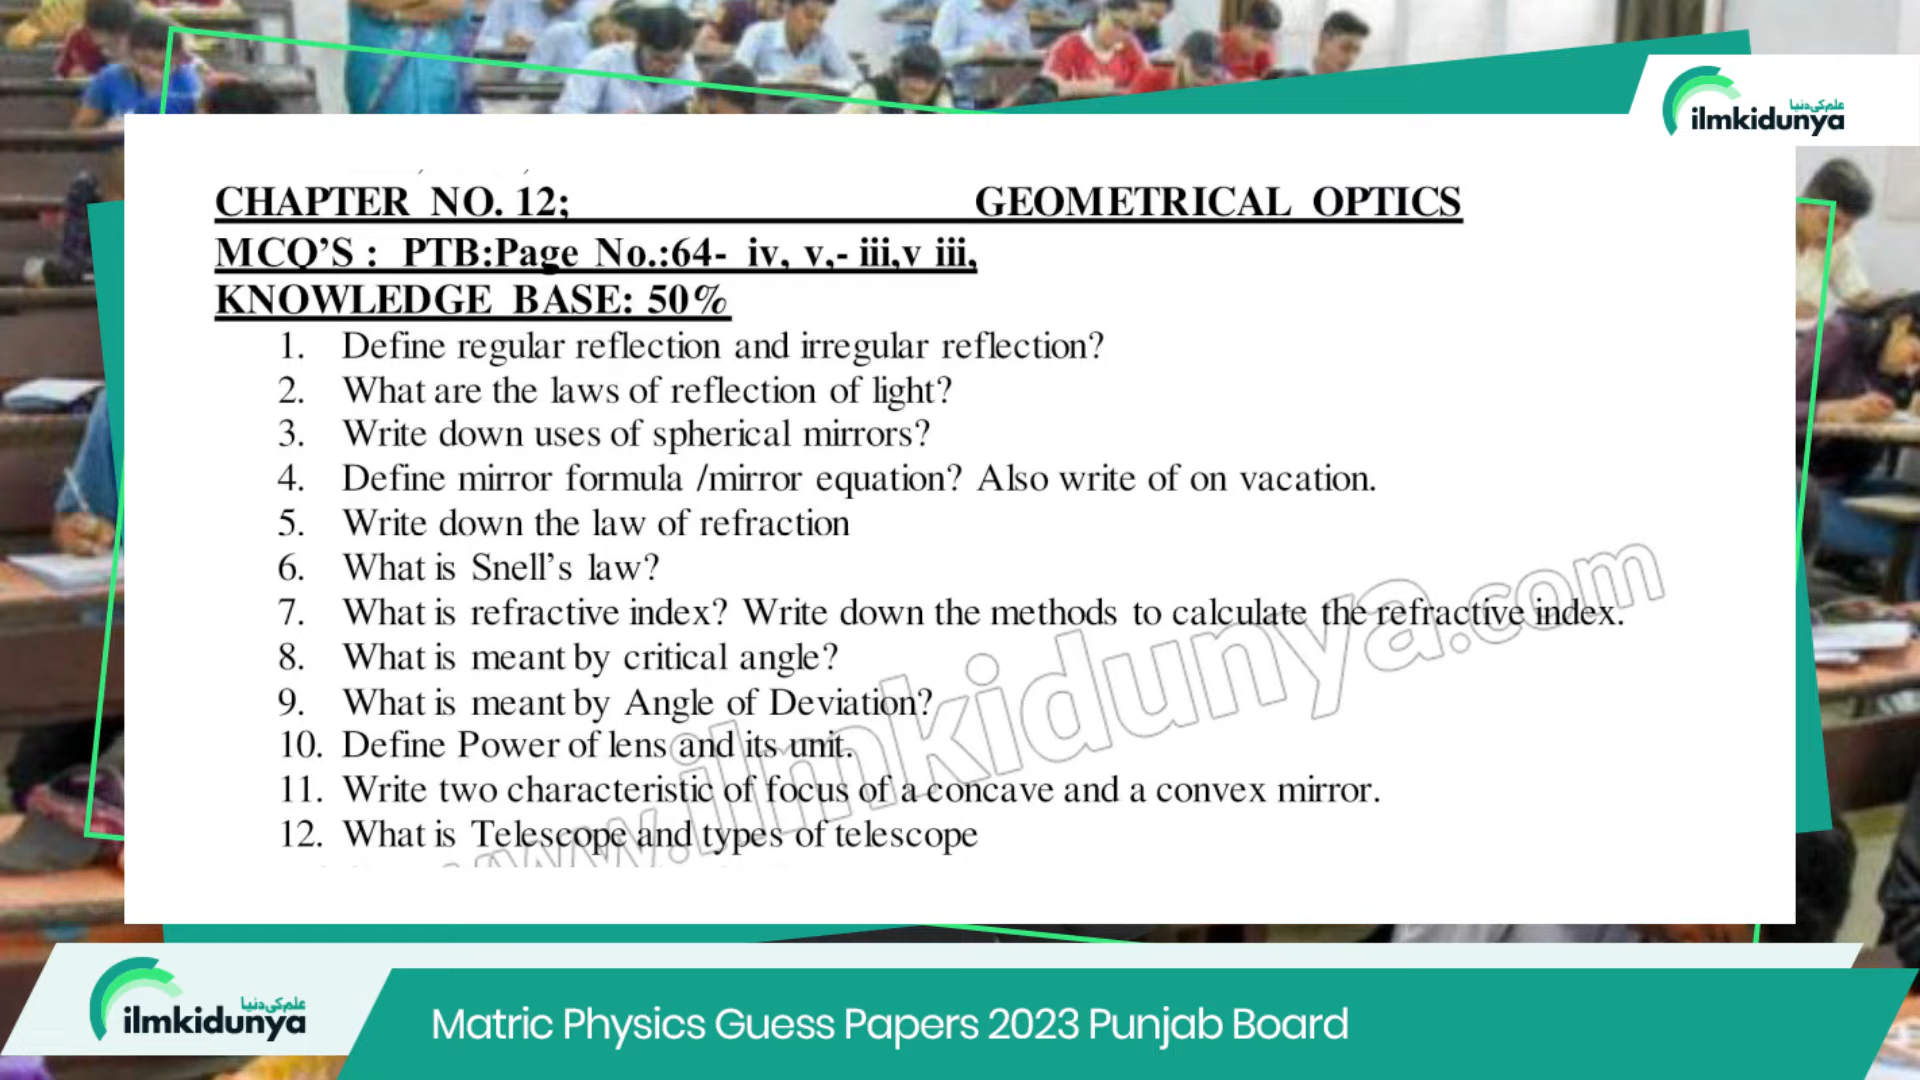 علم کی دنیا
ilmkidunya
CHAPTER NO. 12; GEOMETRICAL OPTICS
MCQ’S : PTB:Page No.:64- iv, v,- iii,v iii,
KNOWLEDGE BASE: 50%
1. Define regular reflection and irregular reflection?
2. What are the laws of reflection of light?
3. Write down uses of spherical mirrors?
4. Define mirror formula /mirror equation? Also write of on vacation.
5. Write down the law of refraction
6. What is Snell’s law?
7. What is refractive index? Write down the methods to calculate the refractive index.
8. What is meant by critical angle?
9. What is meant by Angle of Deviation?
10. Define Power of lens and its unit.
11. Write two characteristic of focus of a concave and a convex mirror.
12. What is Telescope and types of telescope
www.ilmkidunya.com
علم کی دنیا
ilmkidunya
Matric Physics Guess Papers 2023 Punjab Board